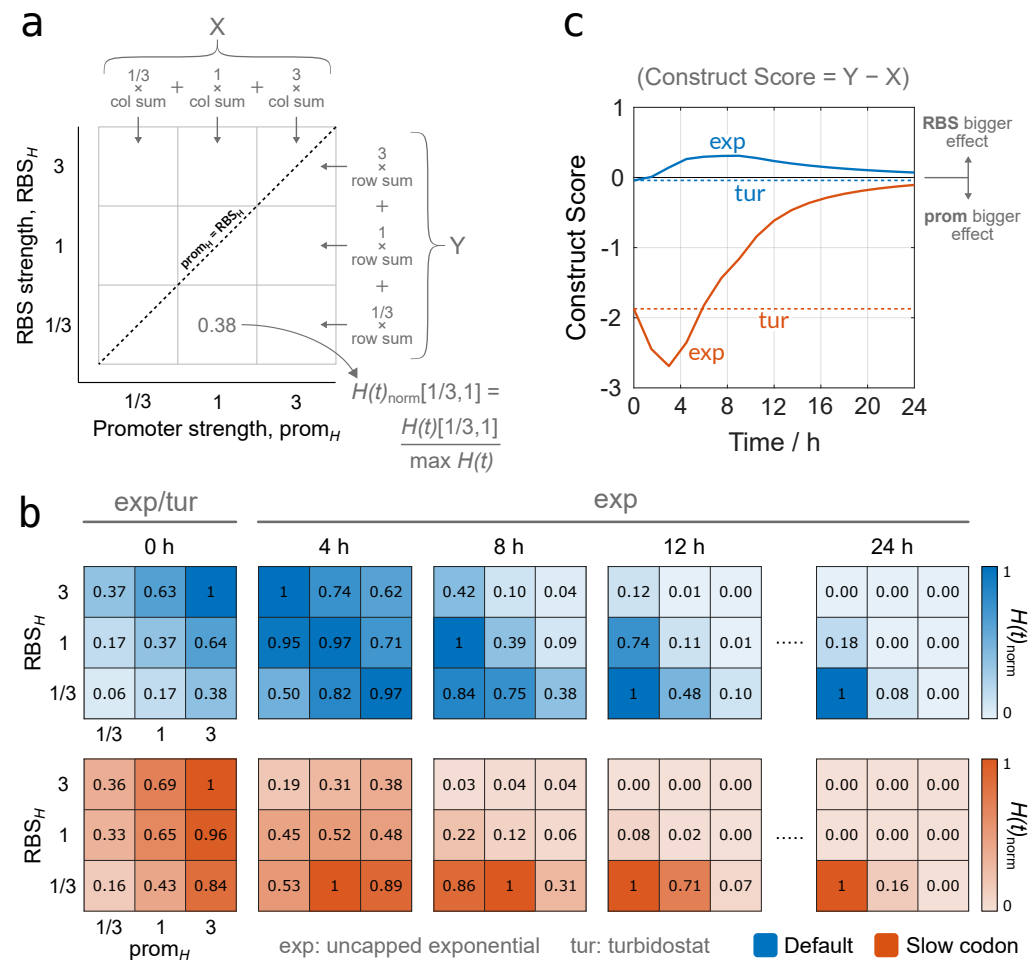 a
X
1/3 + 1 + 3
× × ×
col sum col sum col sum
RBS strength, RBS_H
3
1
1/3
prom_H = RBS_H
0.38
3
×
row sum
+
1
×
row sum
+
1/3
×
row sum
Y
1/3 1 3
Promoter strength, prom_H
H(t)norm[1/3,1] =
H(t)[1/3,1]
max H(t)
c
(Construct Score = Y − X)
Construct Score
1
0
-1
-2
-3
exp
tur
tur
exp
0 4 8 12 16 20 24
Time / h
RBS bigger
effect
prom bigger
effect
b
exp/tur exp
0 h 4 h 8 h 12 h 24 h
RBS_H
3 0.37 0.63 1 1 0.74 0.62 0.42 0.10 0.04 0.12 0.01 0.00 0.00 0.00 0.00
1 0.17 0.37 0.64 0.95 0.97 0.71 1 0.39 0.09 0.74 0.11 0.01 ..... 0.18 0.00 0.00
1/3 0.06 0.17 0.38 0.50 0.82 0.97 0.84 0.75 0.38 1 0.48 0.10 1 0.08 0.00
1/3 1 3
1
0
H(t)norm
RBS_H
3 0.36 0.69 1 0.19 0.31 0.38 0.03 0.04 0.04 0.00 0.00 0.00 0.00 0.00 0.00
1 0.33 0.65 0.96 0.45 0.52 0.48 0.22 0.12 0.06 0.08 0.02 0.00 ..... 0.00 0.00 0.00
1/3 0.16 0.43 0.84 0.53 1 0.89 0.86 1 0.31 1 0.71 0.07 1 0.16 0.00
1/3 1 3
prom_H
1
0
H(t)norm
exp: uncapped exponential tur: turbidostat Default Slow codon